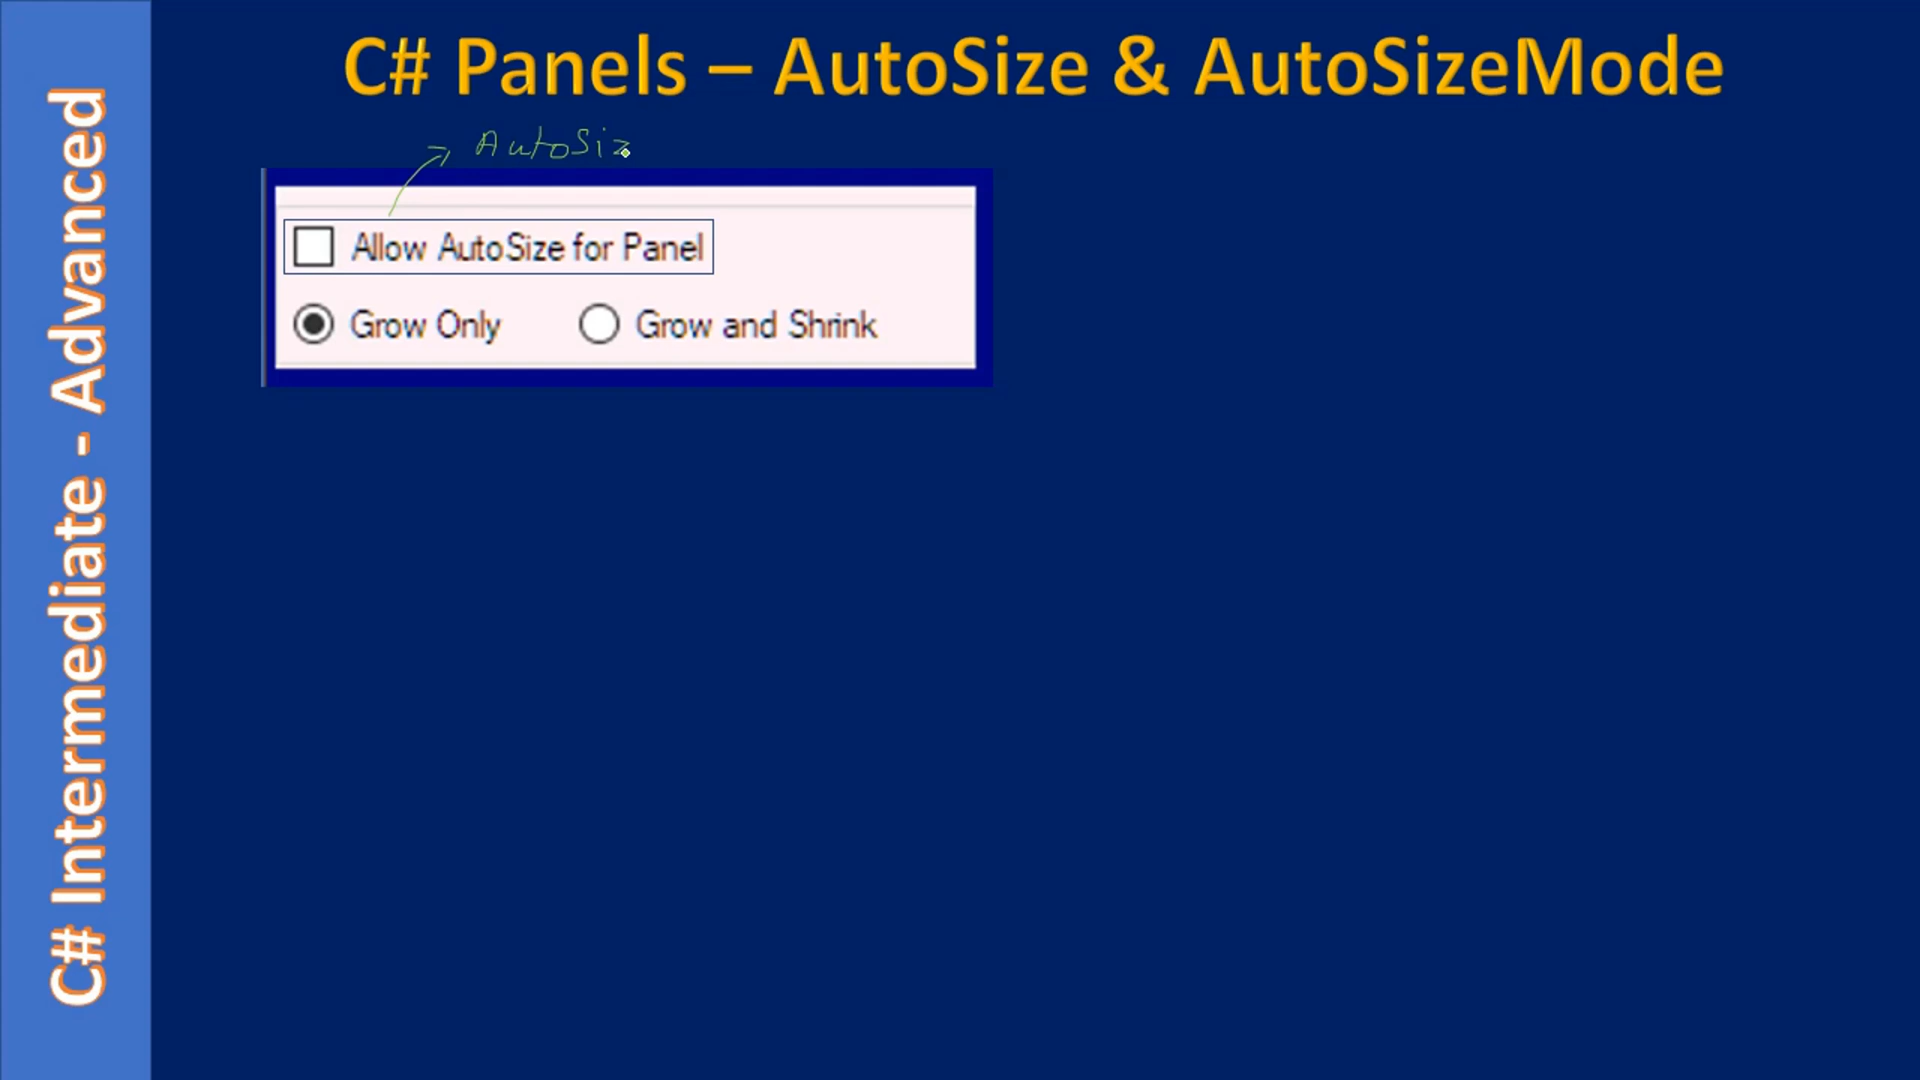 C# Panels – AutoSize & AutoSizeMode
AutoSiz
Allow AutoSize for Panel
Grow Only
Grow and Shrink
C# Intermediate - Advanced